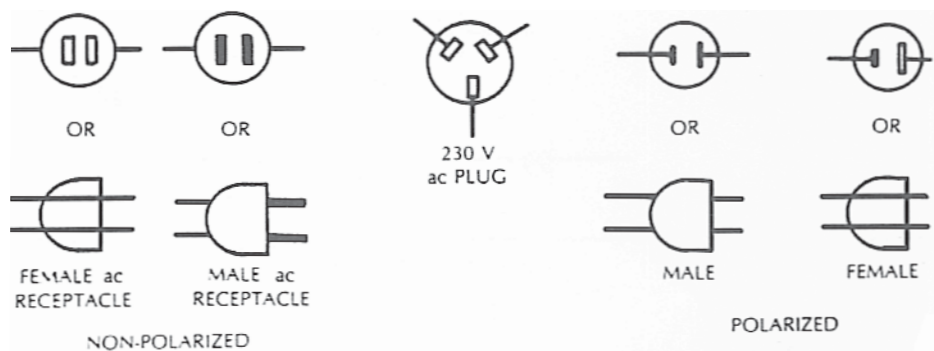 OR
OR
230 V
ac PLUG
OR
OR
FEMALE ac
RECEPTACLE
MALE ac
RECEPTACLE
NON-POLARIZED
MALE
FEMALE
POLARIZED